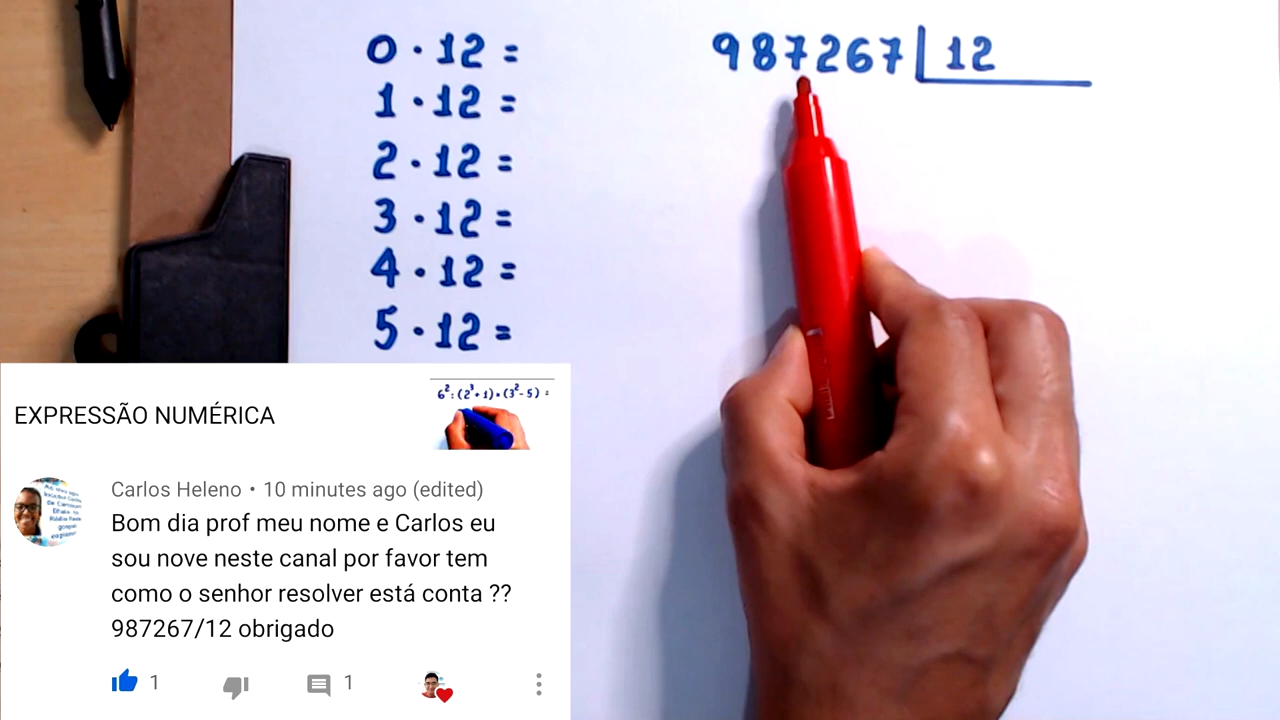 0 · 12 =
1 · 12 =
2 · 12 =
3 · 12 =
4 · 12 =
5 · 12 =
987267 | 12
6² : (2³ + 1) × (3² - 5) =
EXPRESSÃO NUMÉRICA
Carlos Heleno • 10 minutes ago (edited)
Bom dia prof meu nome e Carlos eu
sou nove neste canal por favor tem
como o senhor resolver está conta ??
987267/12 obrigado
1 1